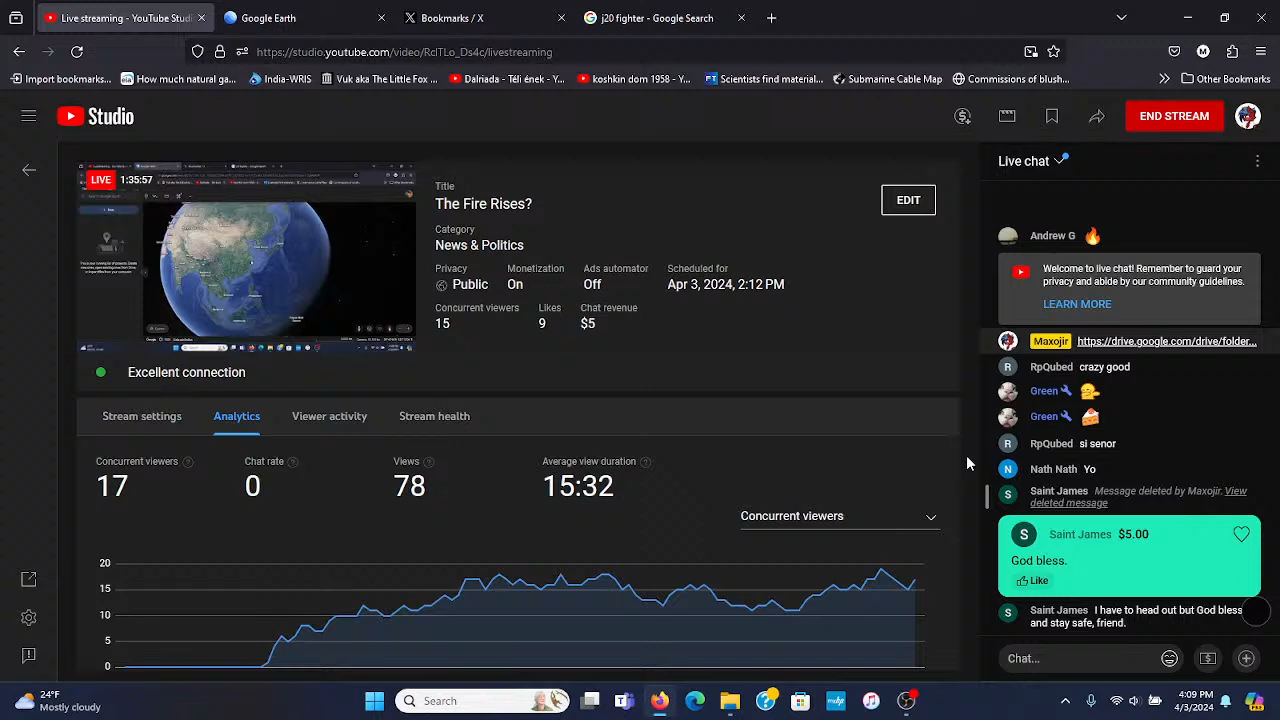 Live streaming - YouTube Studi
Google Earth
Bookmarks / X
j20 fighter - Google Search
https://studio.youtube.com/video/RclTLo_Ds4c/livestreaming
Import bookmarks...
How much natural ga...
India-WRIS
Vuk aka The Little Fox ...
Dalriada - Téli ének - Y...
koshkin dom 1958 - Y...
Scientists find material...
Submarine Cable Map
Commissions of blush...
Other Bookmarks
Studio
END STREAM
LIVE 1:35:57
Title
The Fire Rises?
EDIT
Category
News & Politics
Privacy Monetization Ads automator Scheduled for
Public On Off Apr 3, 2024, 2:12 PM
Concurrent viewers Likes Chat revenue
15 9 $5
Excellent connection
Stream settings Analytics Viewer activity Stream health
Concurrent viewers Chat rate Views Average view duration
17 0 78 15:32
Concurrent viewers
20
15
10
5
0
Live chat
Andrew G
Welcome to live chat! Remember to guard your
privacy and abide by our community guidelines.
LEARN MORE
Maxojir https://drive.google.com/drive/folder...
R RpQubed crazy good
Green
Green
R RpQubed si senor
N Nath Nath Yo
S Saint James Message deleted by Maxojir. View
deleted message
S Saint James $5.00
God bless.
Like
S Saint James I have to head out but God bless
and stay safe, friend.
Chat...
24°F
Mostly cloudy
Search
4:09 PM
4/3/2024